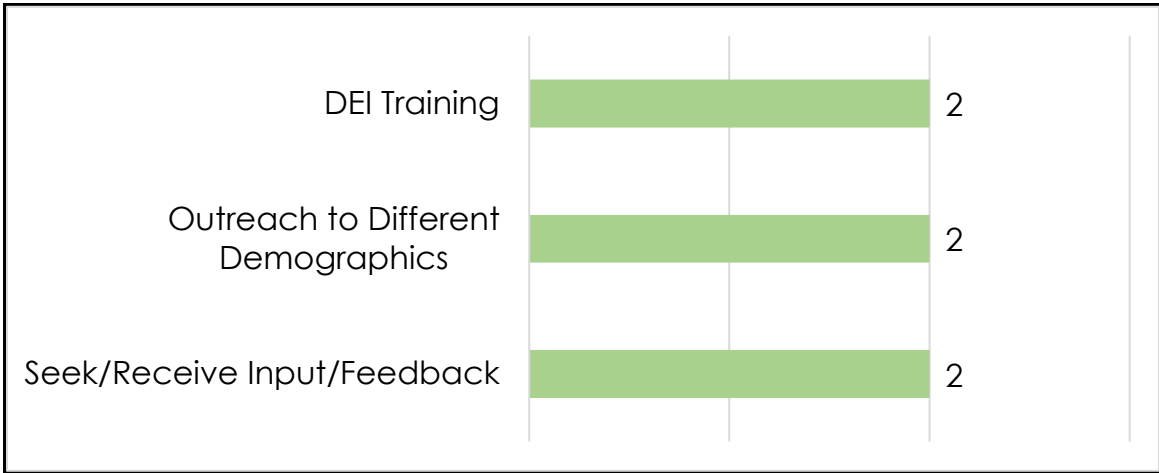 DEI Training
2
Outreach to Different
Demographics
2
Seek/Receive Input/Feedback
2